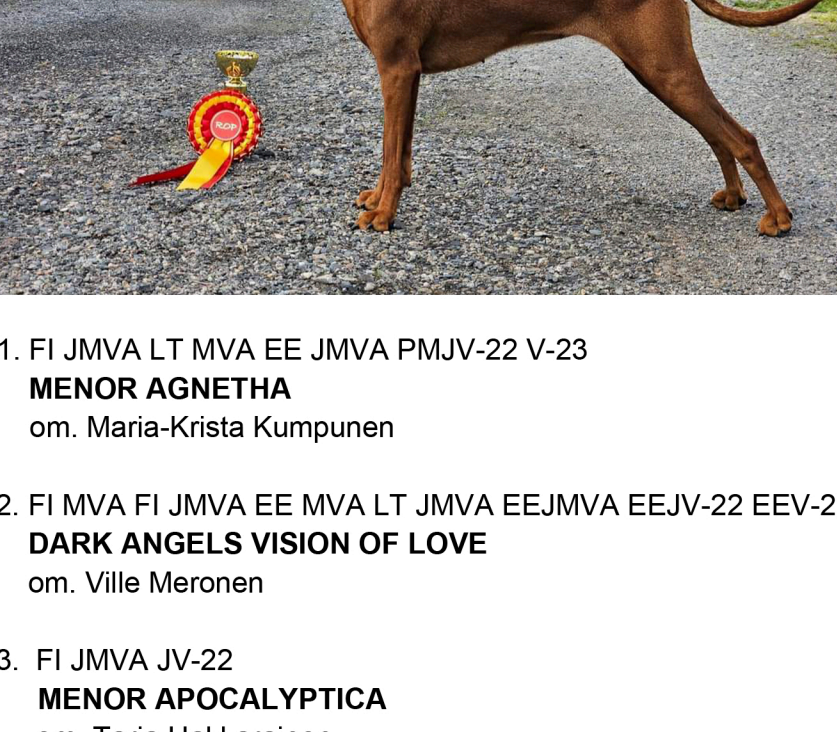 ROP
1. FI JMVA LT MVA EE JMVA PMJV-22 V-23
MENOR AGNETHA
om. Maria-Krista Kumpunen
2. FI MVA FI JMVA EE MVA LT JMVA EEJMVA EEJV-22 EEV-2
DARK ANGELS VISION OF LOVE
om. Ville Meronen
3. FI JMVA JV-22
MENOR APOCALYPTICA